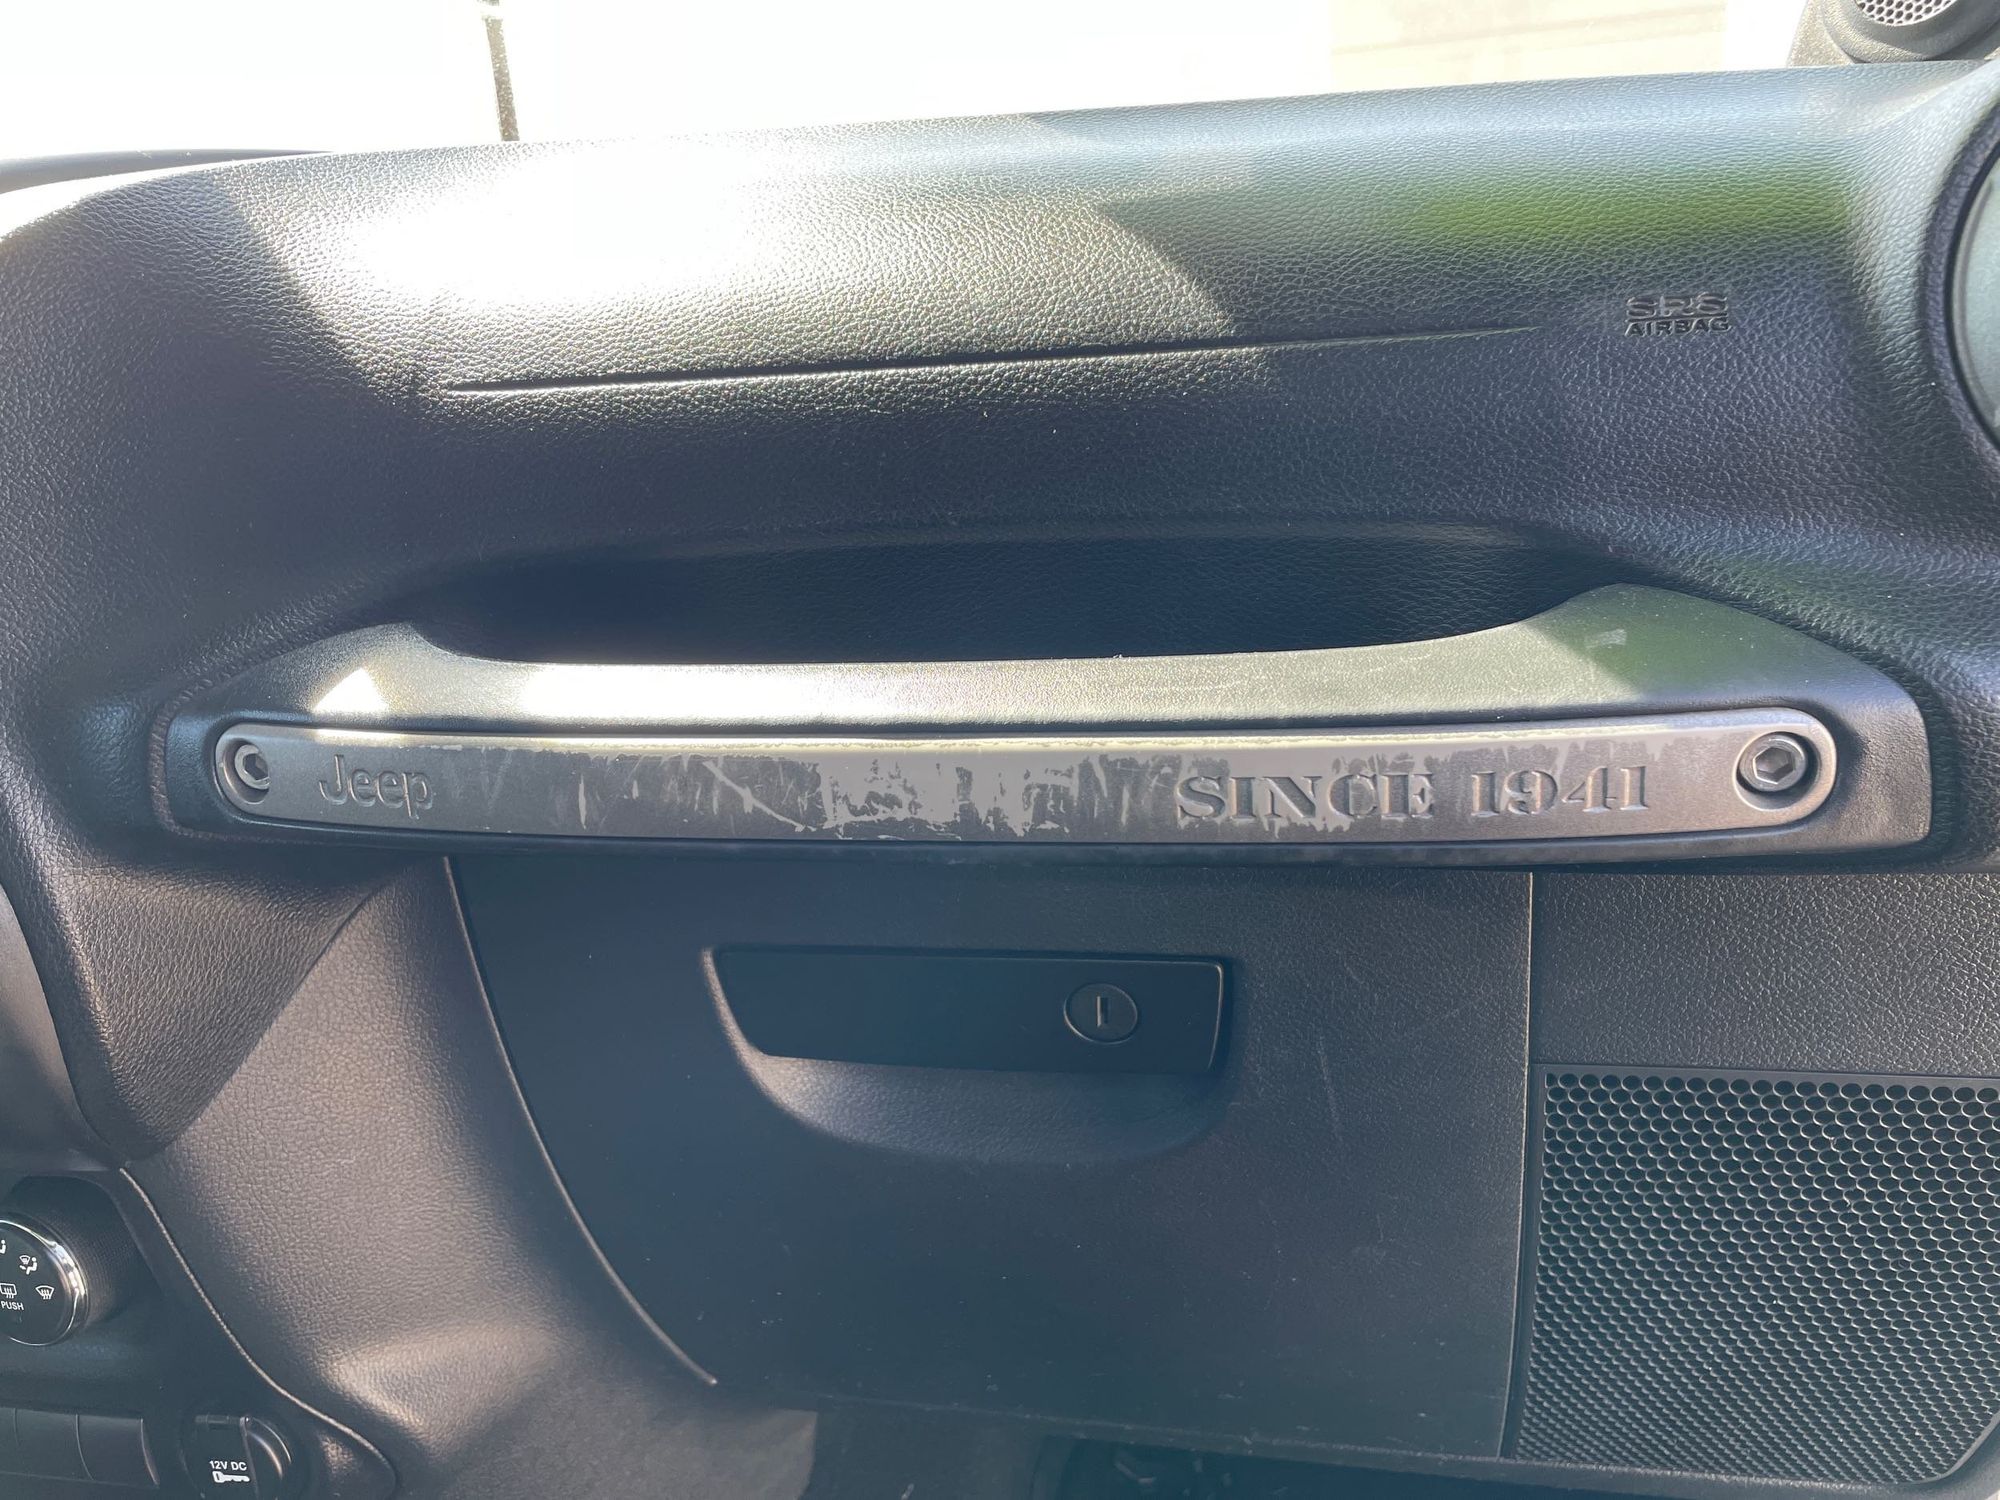 SRS
AIRBAG
Jeep SINCE 1941
PUSH
12V DC